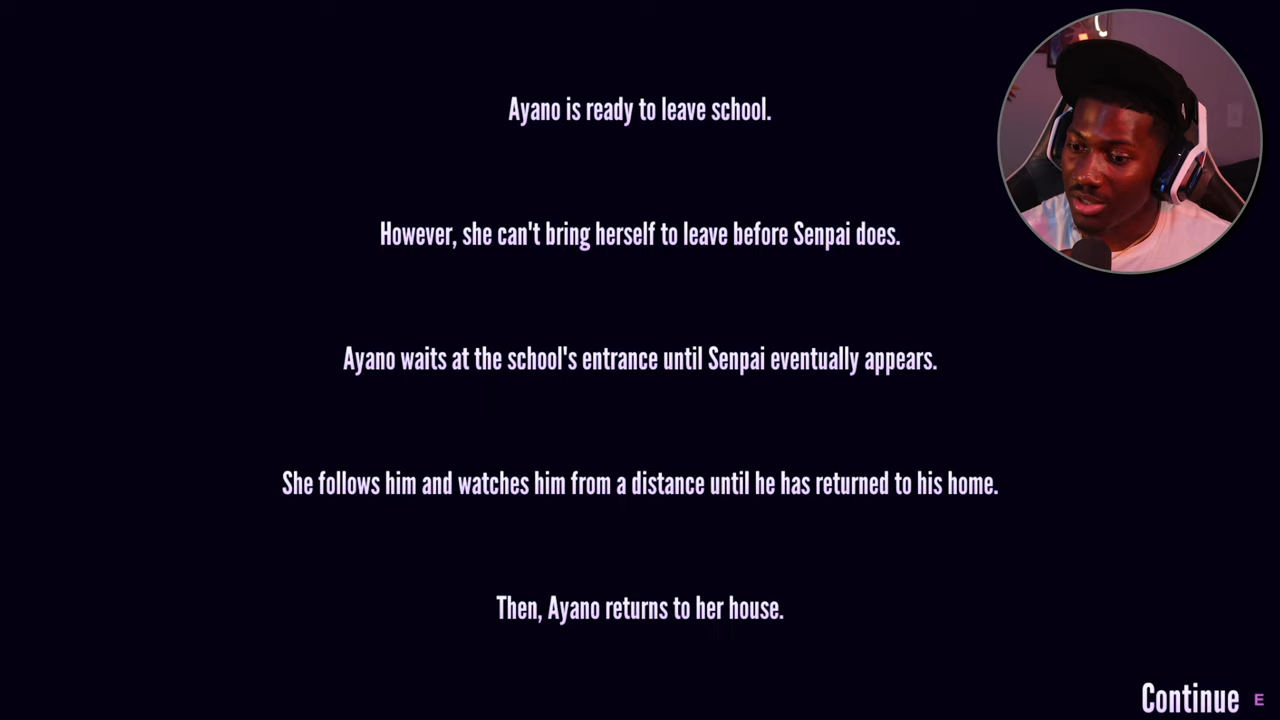 Ayano is ready to leave school.
However, she can't bring herself to leave before Senpai does.
Ayano waits at the school's entrance until Senpai eventually appears.
She follows him and watches him from a distance until he has returned to his home.
Then, Ayano returns to her house.
Continue E